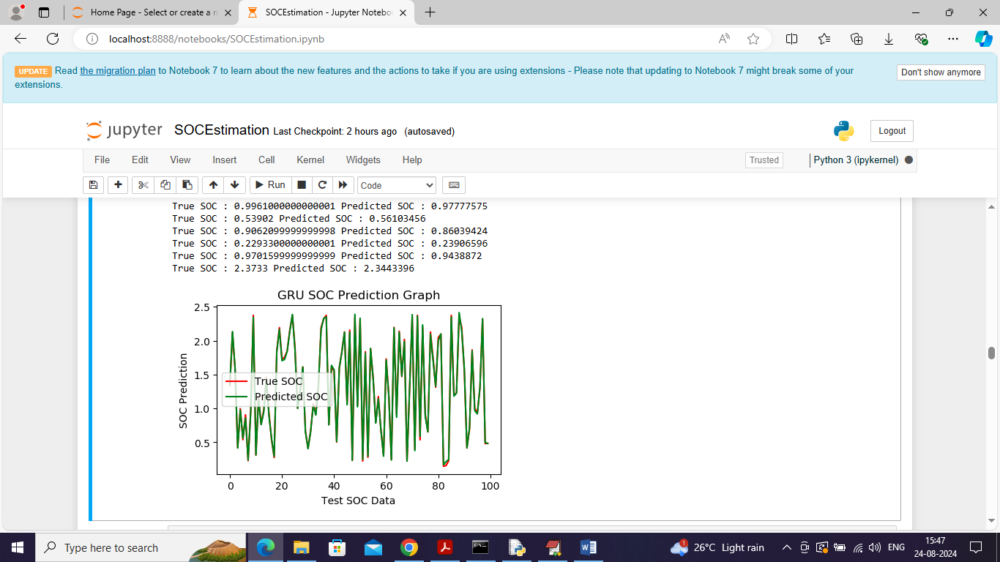 Home Page - Select or create a n
SOCEstimation - Jupyter Noteboo
localhost:8888/notebooks/SOCEstimation.ipynb
UPDATE Read the migration plan to Notebook 7 to learn about the new features and the actions to take if you are using extensions - Please note that updating to Notebook 7 might break some of your
extensions.
Don't show anymore
jupyter SOCEstimation Last Checkpoint: 2 hours ago (autosaved)
Logout
File Edit View Insert Cell Kernel Widgets Help
Trusted
Python 3 (ipykernel)
Run
Code
True SOC : 0.9961000000000001 Predicted SOC : 0.97777575
True SOC : 0.53902 Predicted SOC : 0.56103456
True SOC : 0.9062099999999998 Predicted SOC : 0.86039424
True SOC : 0.2293300000000001 Predicted SOC : 0.23906596
True SOC : 0.9701599999999999 Predicted SOC : 0.9438872
True SOC : 2.3733 Predicted SOC : 2.3443396
GRU SOC Prediction Graph
2.5
2.0
1.5
1.0
0.5
SOC Prediction
True SOC
Predicted SOC
0 20 40 60 80 100
Test SOC Data
Type here to search
1
26°C Light rain
ENG
15:47
24-08-2024